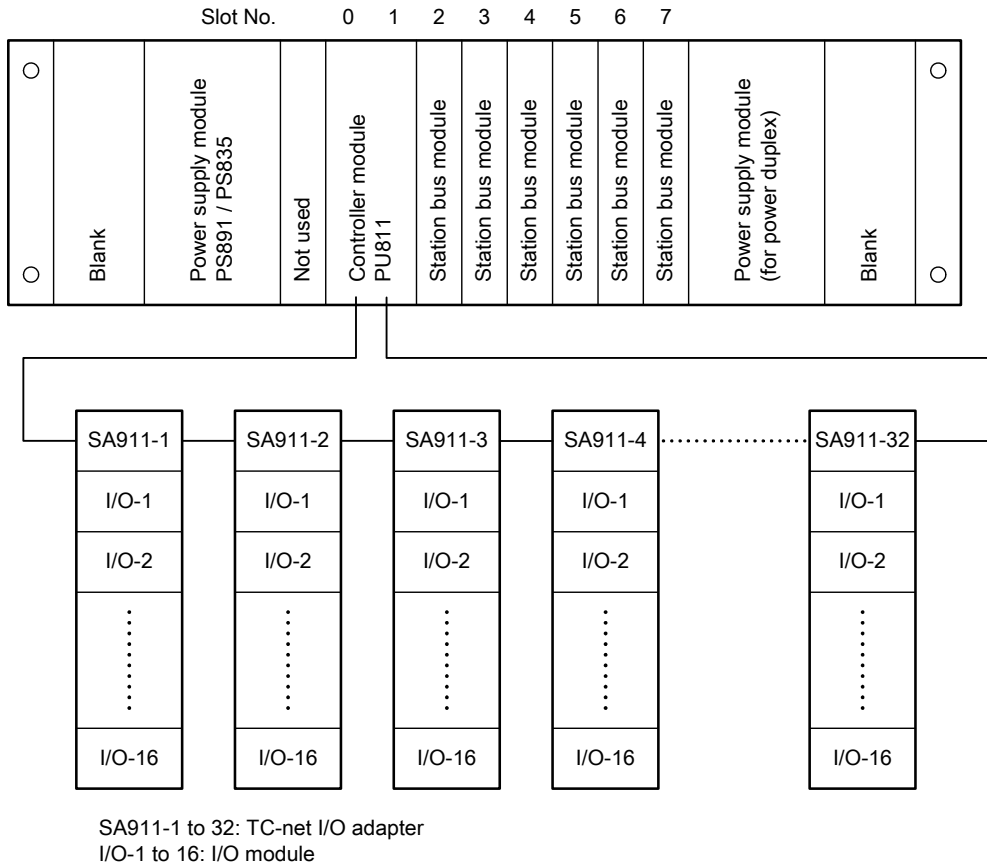 Slot No. 0 1 2 3 4 5 6 7
Blank
Power supply module
PS891 / PS835
Not used
Controller module
PU811
Station bus module
Station bus module
Station bus module
Station bus module
Station bus module
Station bus module
Power supply module
(for power duplex)
Blank
SA911-1 SA911-2 SA911-3 SA911-4 SA911-32
I/O-1 I/O-1 I/O-1 I/O-1 I/O-1
I/O-2 I/O-2 I/O-2 I/O-2 I/O-2
I/O-16 I/O-16 I/O-16 I/O-16 I/O-16
SA911-1 to 32: TC-net I/O adapter
I/O-1 to 16: I/O module